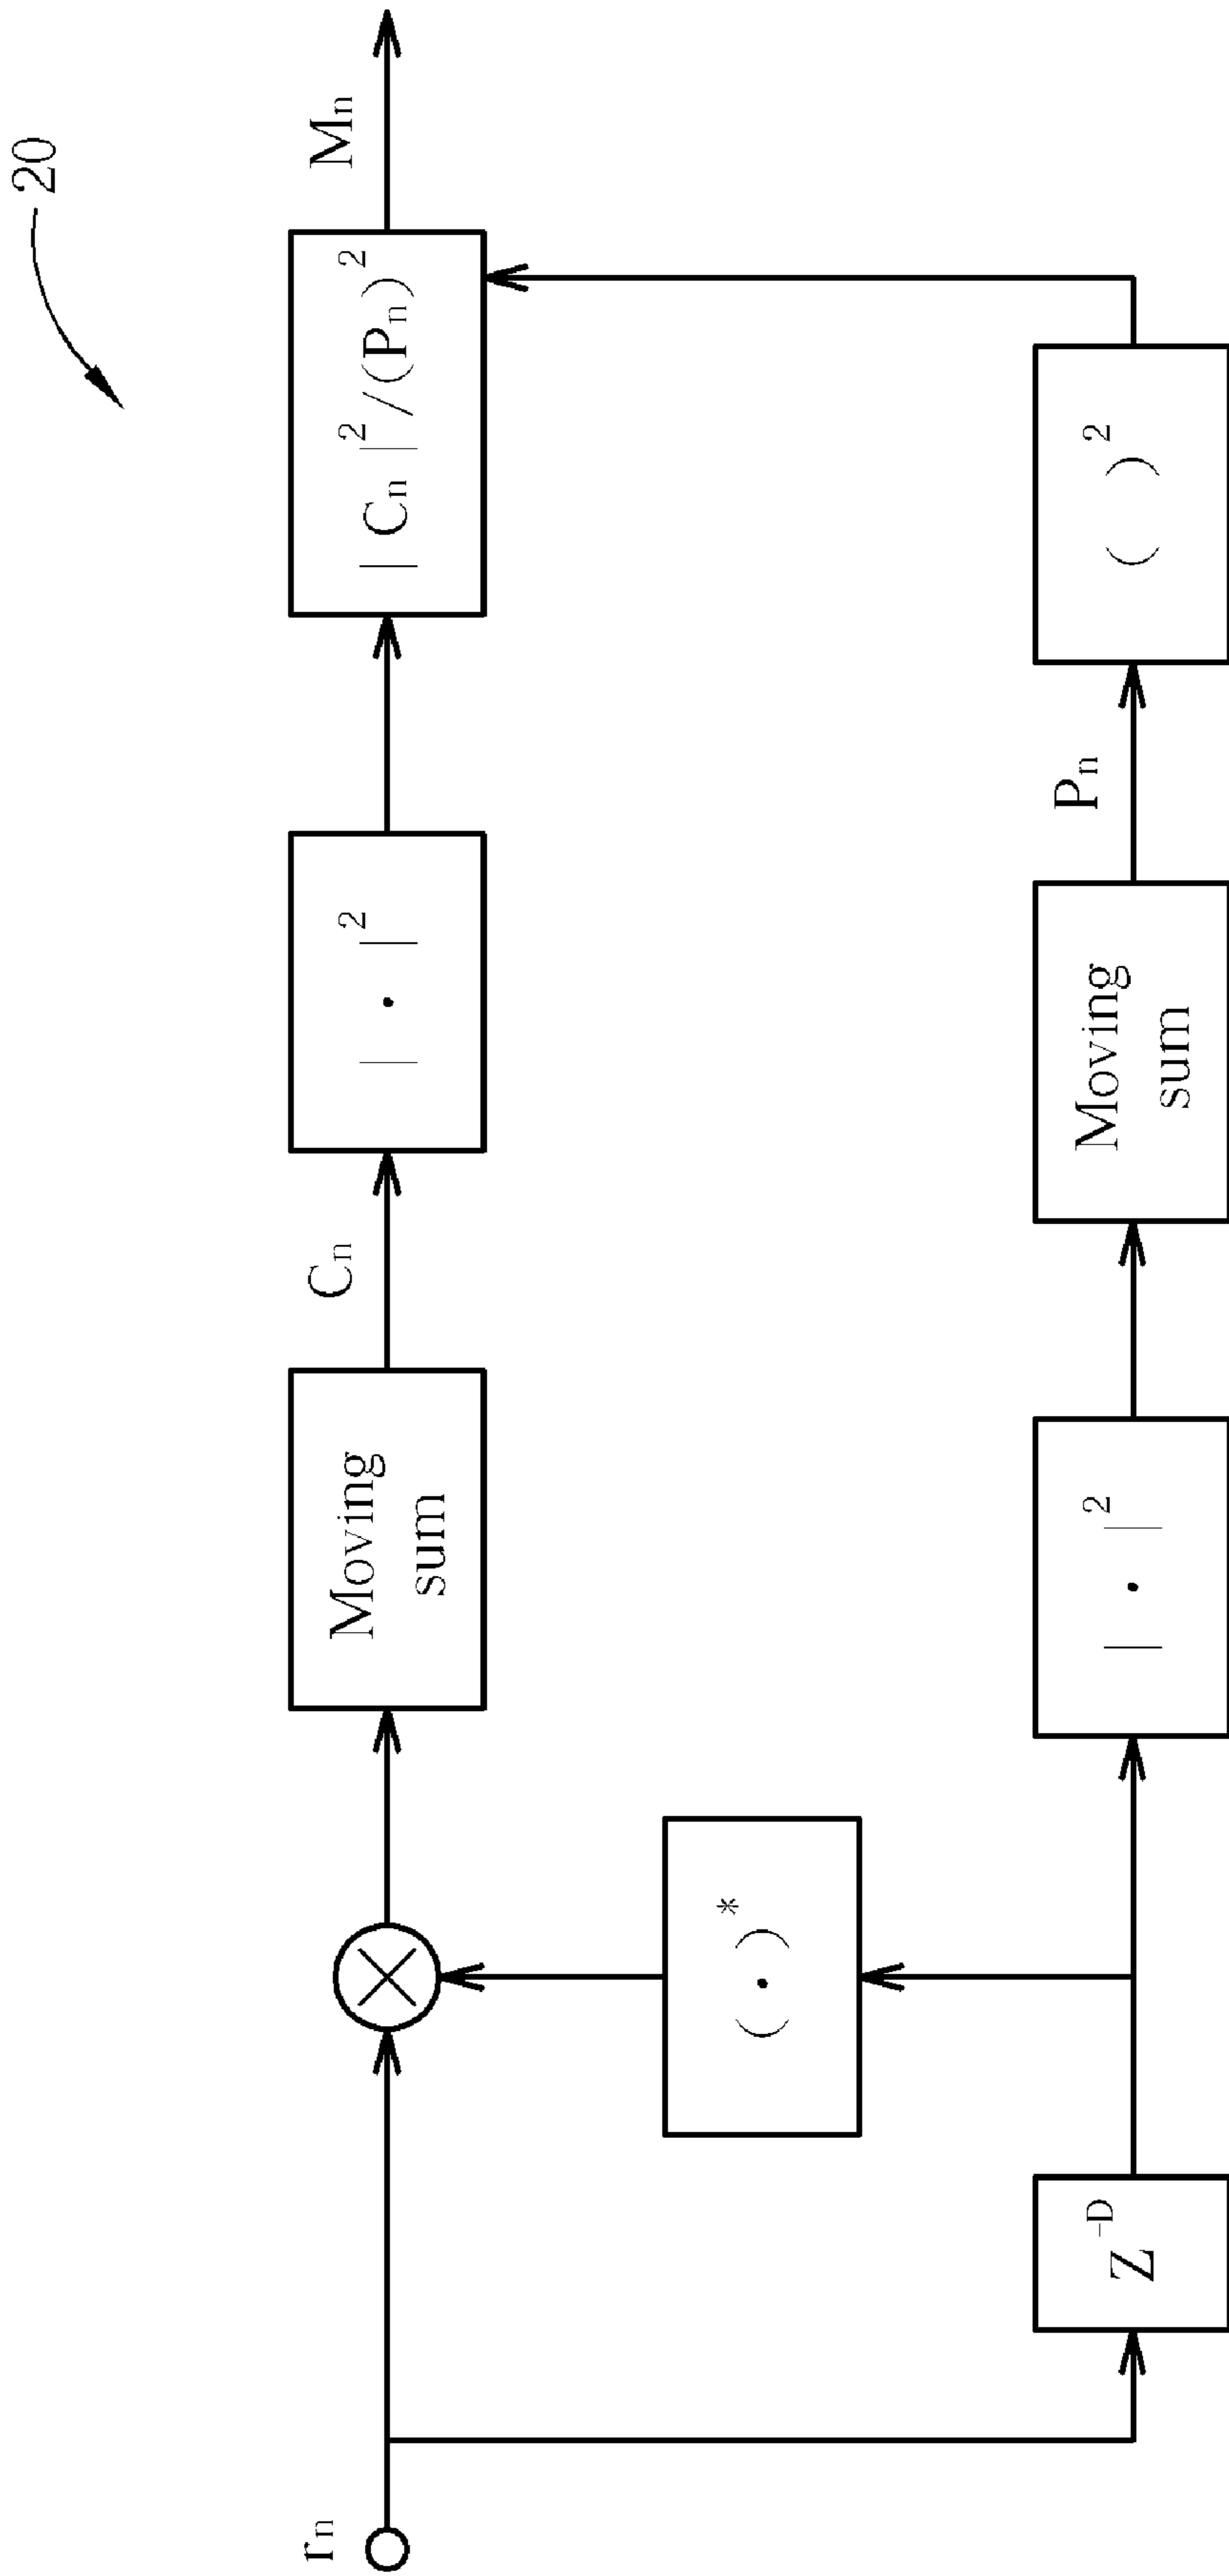 20
rₙ
Moving
sum
Cₙ
| · |²
| Cₙ |²/(Pₙ)²
Mₙ
( · )*
Z⁻ᴰ
| · |²
Moving
sum
Pₙ
( )²